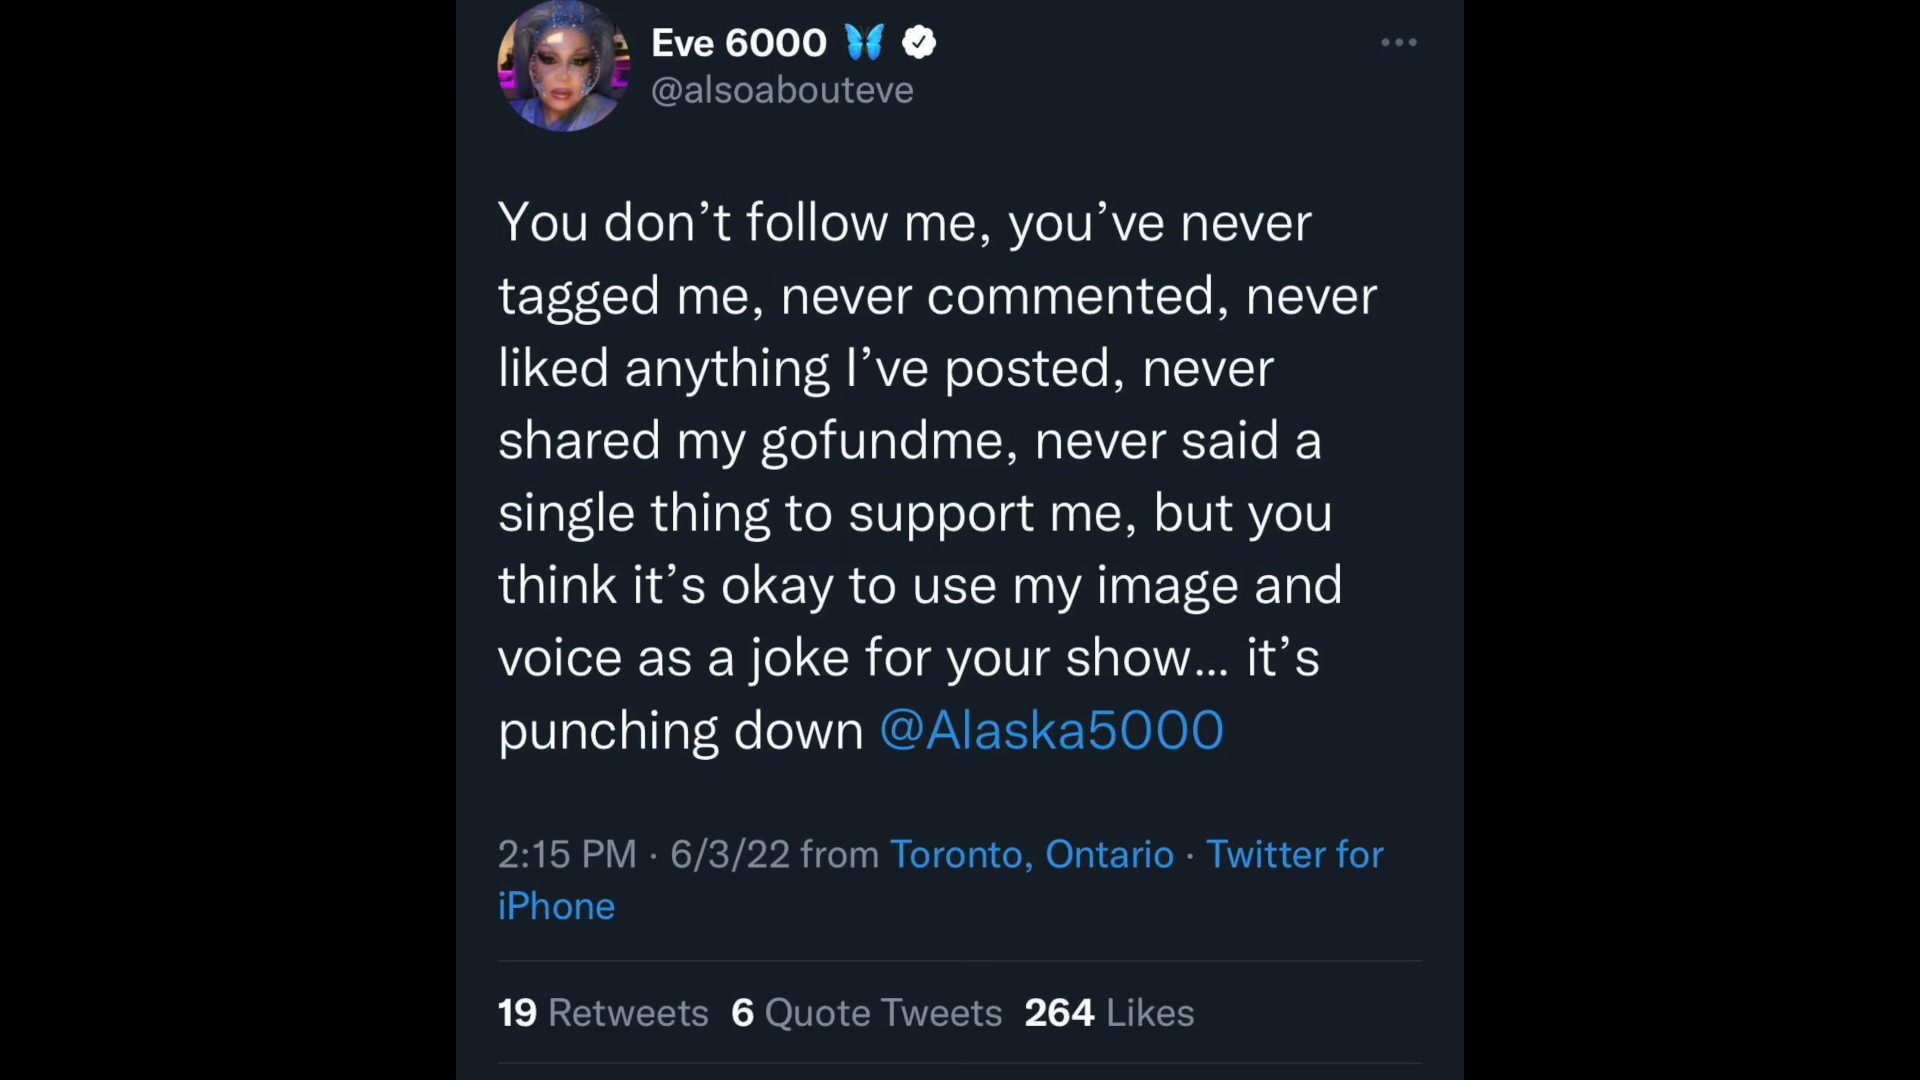 Eve 6000 🦋
@alsoabouteve
You don’t follow me, you’ve never
tagged me, never commented, never
liked anything I’ve posted, never
shared my gofundme, never said a
single thing to support me, but you
think it’s okay to use my image and
voice as a joke for your show… it’s
punching down @Alaska5000
2:15 PM · 6/3/22 from Toronto, Ontario · Twitter for
iPhone
19 Retweets 6 Quote Tweets 264 Likes